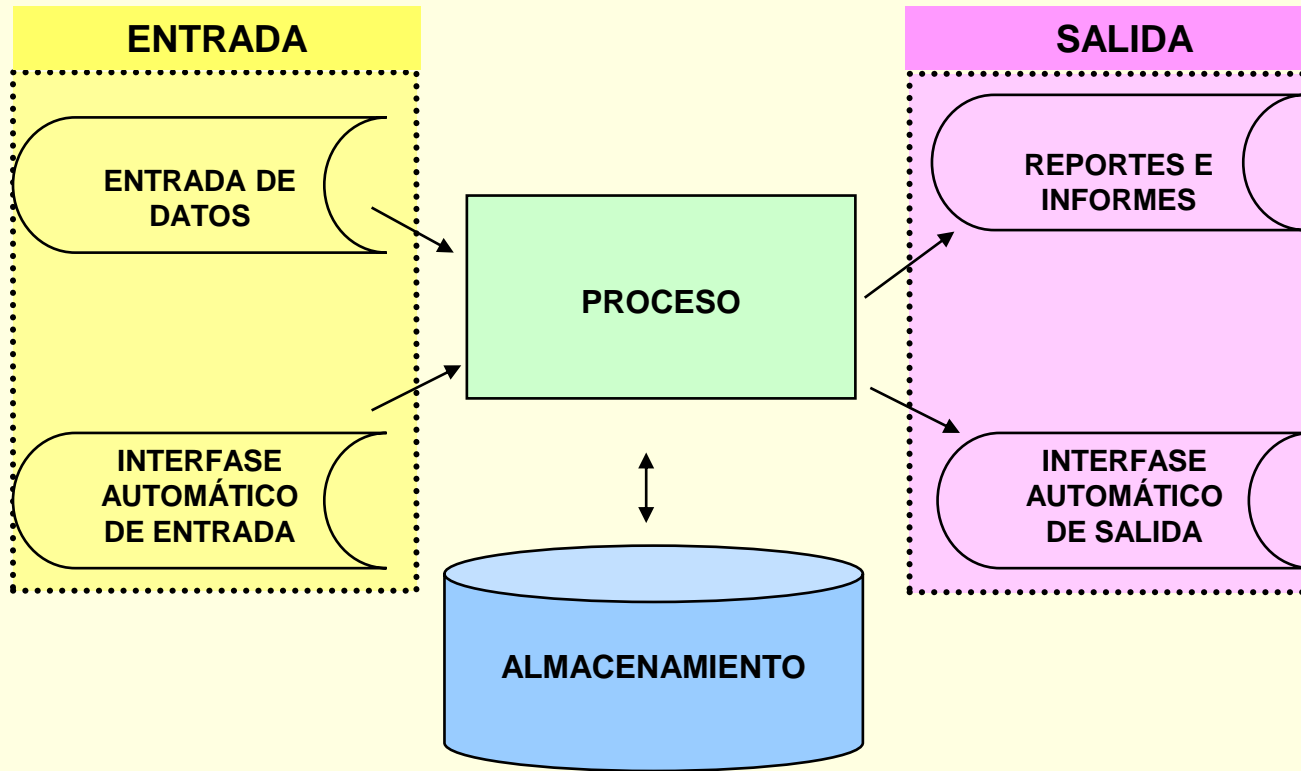 ENTRADA
ENTRADA DE
DATOS
INTERFASE
AUTOMÁTICO
DE ENTRADA
PROCESO
ALMACENAMIENTO
SALIDA
REPORTES E
INFORMES
INTERFASE
AUTOMÁTICO
DE SALIDA